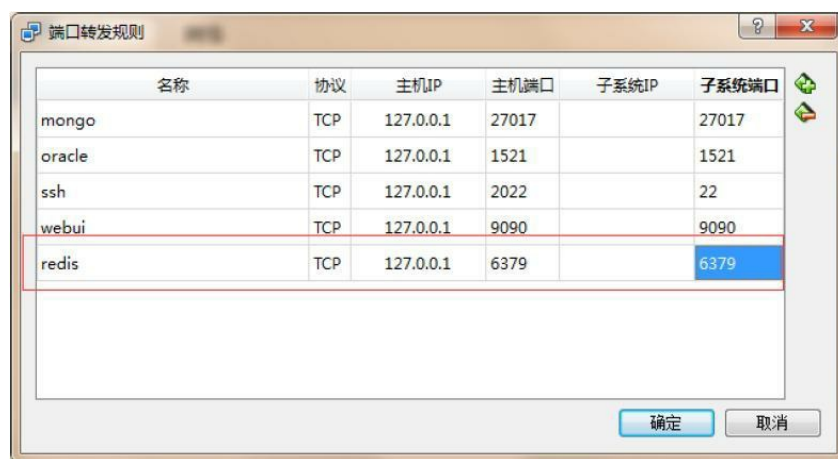 端口转发规则
名称 协议 主机IP 主机端口 子系统IP 子系统端口
mongo TCP 127.0.0.1 27017 27017
oracle TCP 127.0.0.1 1521 1521
ssh TCP 127.0.0.1 2022 22
webui TCP 127.0.0.1 9090 9090
redis TCP 127.0.0.1 6379 6379
确定 取消